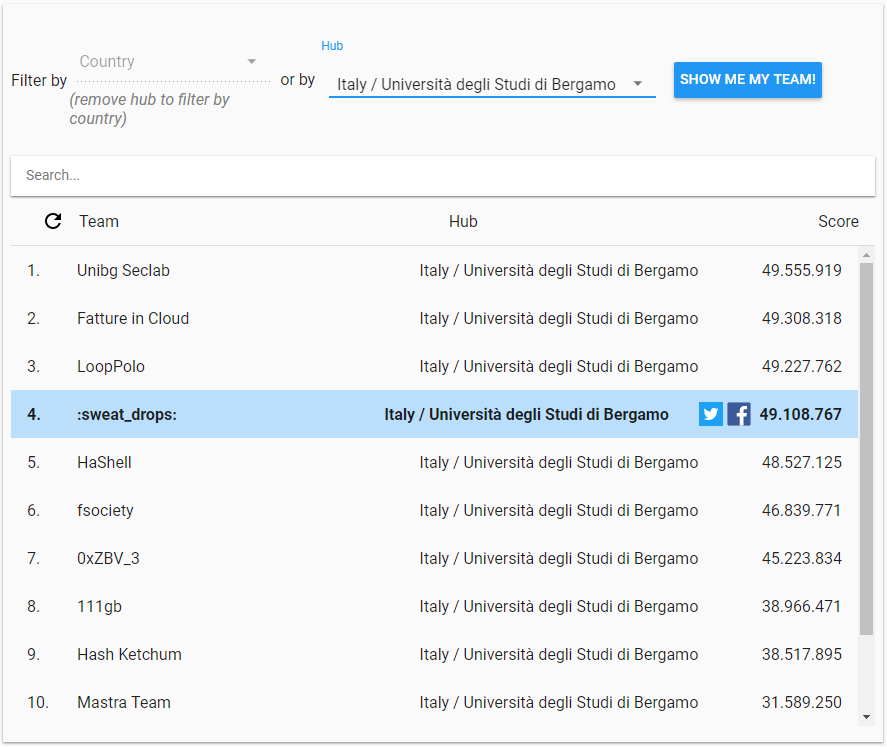 Hub
Country
Filter by
or by
Italy / Università degli Studi di Bergamo
SHOW ME MY TEAM!
(remove hub to filter by
country)
Search...
Team Hub Score
1. Unibg Seclab Italy / Università degli Studi di Bergamo 49.555.919
2. Fatture in Cloud Italy / Università degli Studi di Bergamo 49.308.318
3. LoopPolo Italy / Università degli Studi di Bergamo 49.227.762
4. :sweat_drops: Italy / Università degli Studi di Bergamo 49.108.767
5. HaShell Italy / Università degli Studi di Bergamo 48.527.125
6. fsociety Italy / Università degli Studi di Bergamo 46.839.771
7. 0xZBV_3 Italy / Università degli Studi di Bergamo 45.223.834
8. 111gb Italy / Università degli Studi di Bergamo 38.966.471
9. Hash Ketchum Italy / Università degli Studi di Bergamo 38.517.895
10. Mastra Team Italy / Università degli Studi di Bergamo 31.589.250